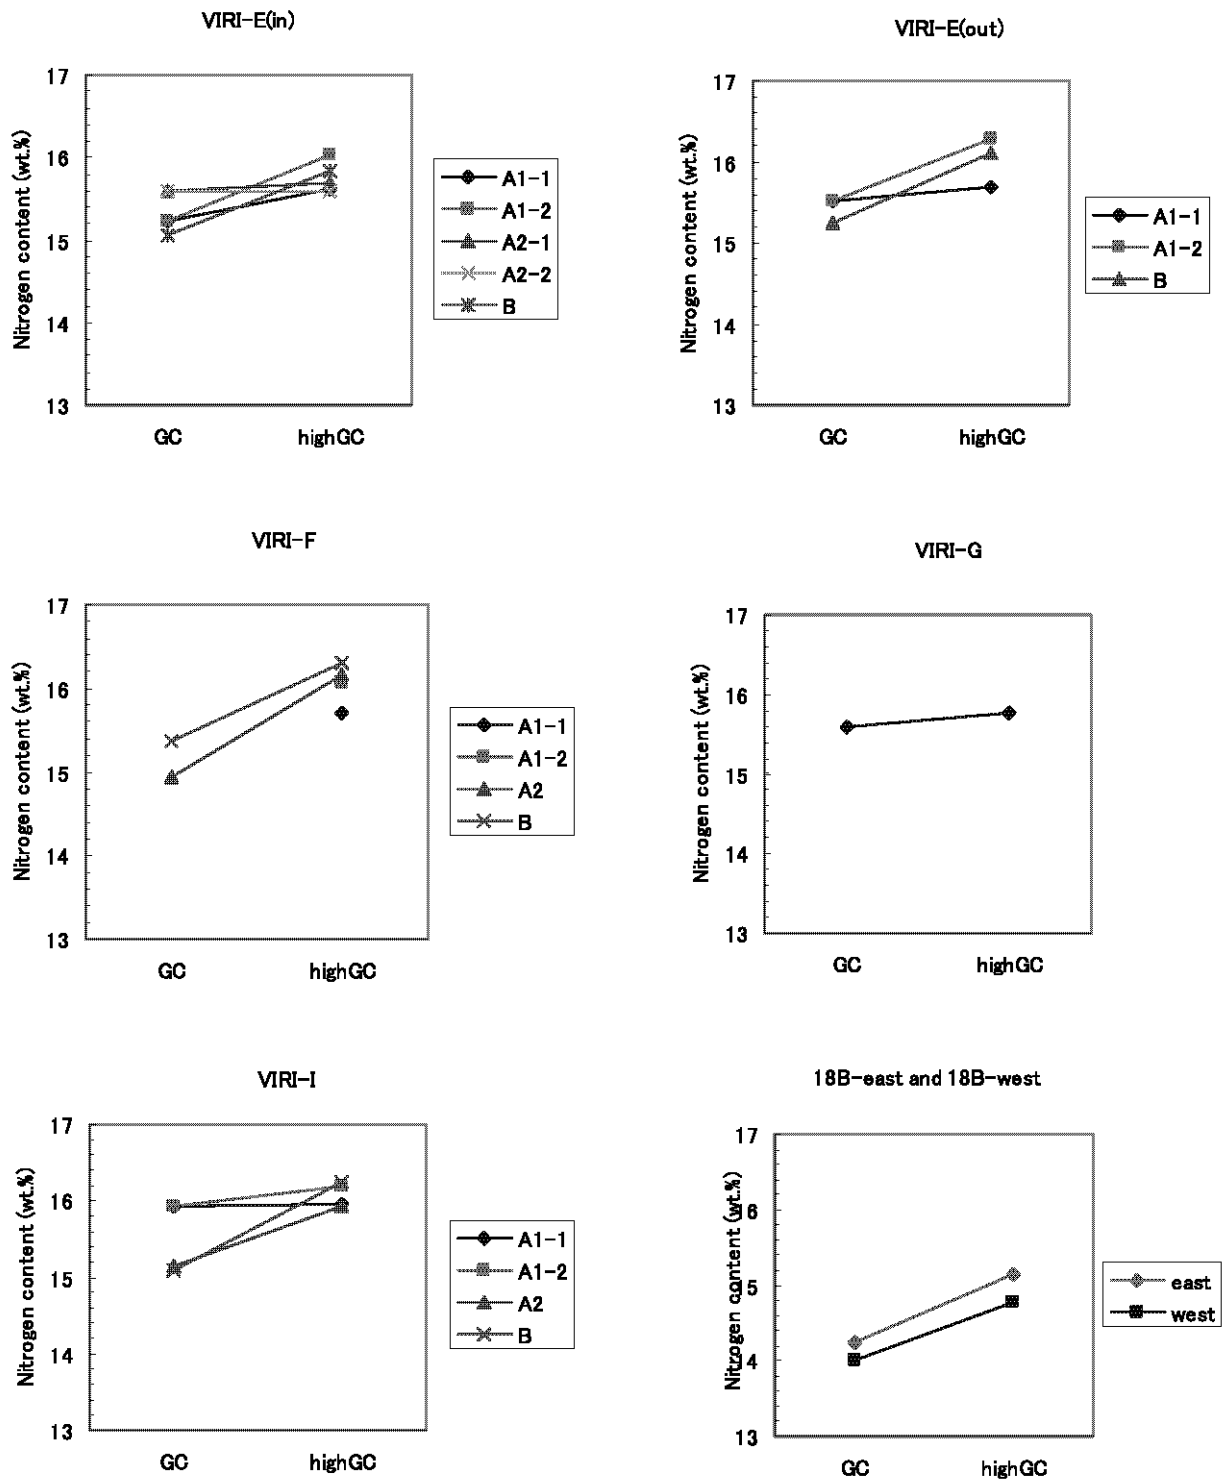 VIRI-E(in)
Nitrogen content (wt.%)
17
16
15
14
13
GC highGC
A1-1
A1-2
A2-1
A2-2
B
VIRI-E(out)
Nitrogen content (wt.%)
17
16
15
14
13
GC highGC
A1-1
A1-2
B
VIRI-F
Nitrogen content (wt.%)
17
16
15
14
13
GC highGC
A1-1
A1-2
A2
B
VIRI-G
Nitrogen content (wt.%)
17
16
15
14
13
GC highGC
VIRI-I
Nitrogen content (wt.%)
17
16
15
14
13
GC highGC
A1-1
A1-2
A2
B
18B-east and 18B-west
Nitrogen content (wt.%)
17
16
15
14
13
GC highGC
east
west